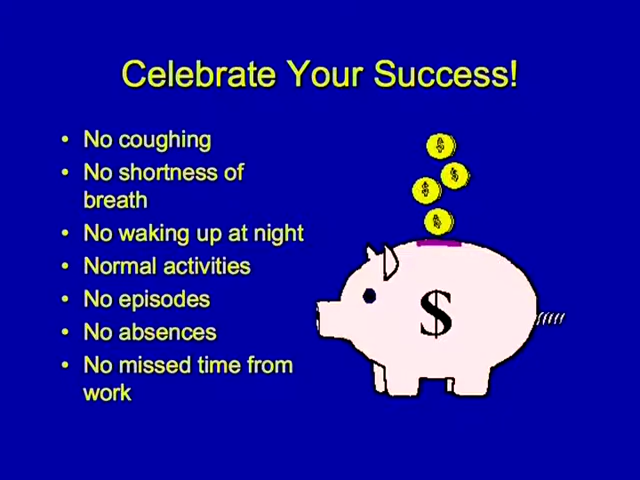 Celebrate Your Success!
• No coughing
• No shortness of
breath
• No waking up at night
• Normal activities
• No episodes
• No absences
• No missed time from
work
$
$
$
$
$